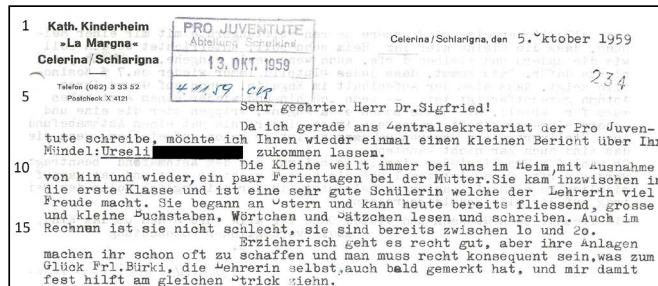 1 Kath. Kinderheim
»La Margna«
Celerina/Schlarigna
PRO JUVENTUTE
Abteilung Schulkind
13. OKT. 1959
Celerina/Schlarigna, den 5.Oktober 1959
234
Telefon (082) 3 33 52
5 Postcheck X 4121
Sehr geehrter Herr Dr.Sigfried!
Da ich gerade ans Zentralsekretariat der Pro Juven-
tute schreibe, möchte ich Ihnen wieder einmal einen kleinen Bericht über Ihr
Mündel:Urseli zukommen lassen.
10 Die Kleine weilt immer bei uns im Heim,mit Ausnahme
von hin und wieder,ein paar Ferientagen bei der Mutter.Sie kam inzwischen in
die erste Klasse und ist eine sehr gute Schülerin welche der Lehrerin viel
Freude macht. Sie begann an Ostern und kann heute bereits fliessend, grosse
und kleine Buchstaben, Wörtchen und Sätzchen lesen und schreiben. Auch im
15 Rechnen ist sie nicht schlecht, sie sind bereits zwischen 10 und 20.
Erzieherisch geht es recht gut, aber ihre Anlagen
machen ihr schon oft zu schaffen und man muss recht konsequent sein,was zum
Glück Frl.Bürki, die Lehrerin selbst,auch bald gemerkt hat, und mir damit
fest hilft am gleichen Strick ziehn.